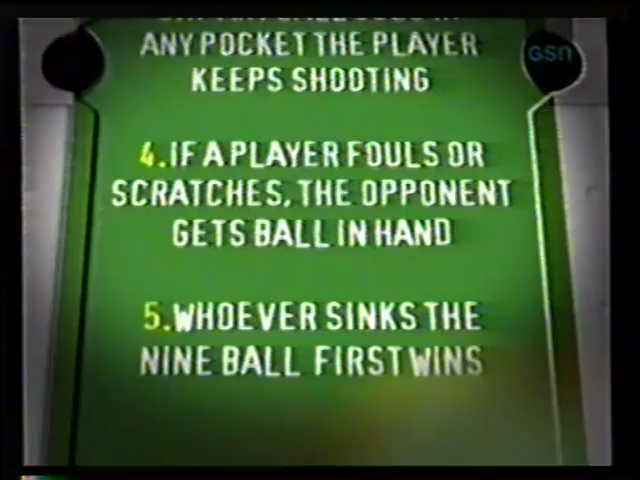 ANY POCKET THE PLAYER
KEEPS SHOOTING
GSN
4. IF A PLAYER FOULS OR
SCRATCHES, THE OPPONENT
GETS BALL IN HAND
5. WHOEVER SINKS THE
NINE BALL FIRST WINS